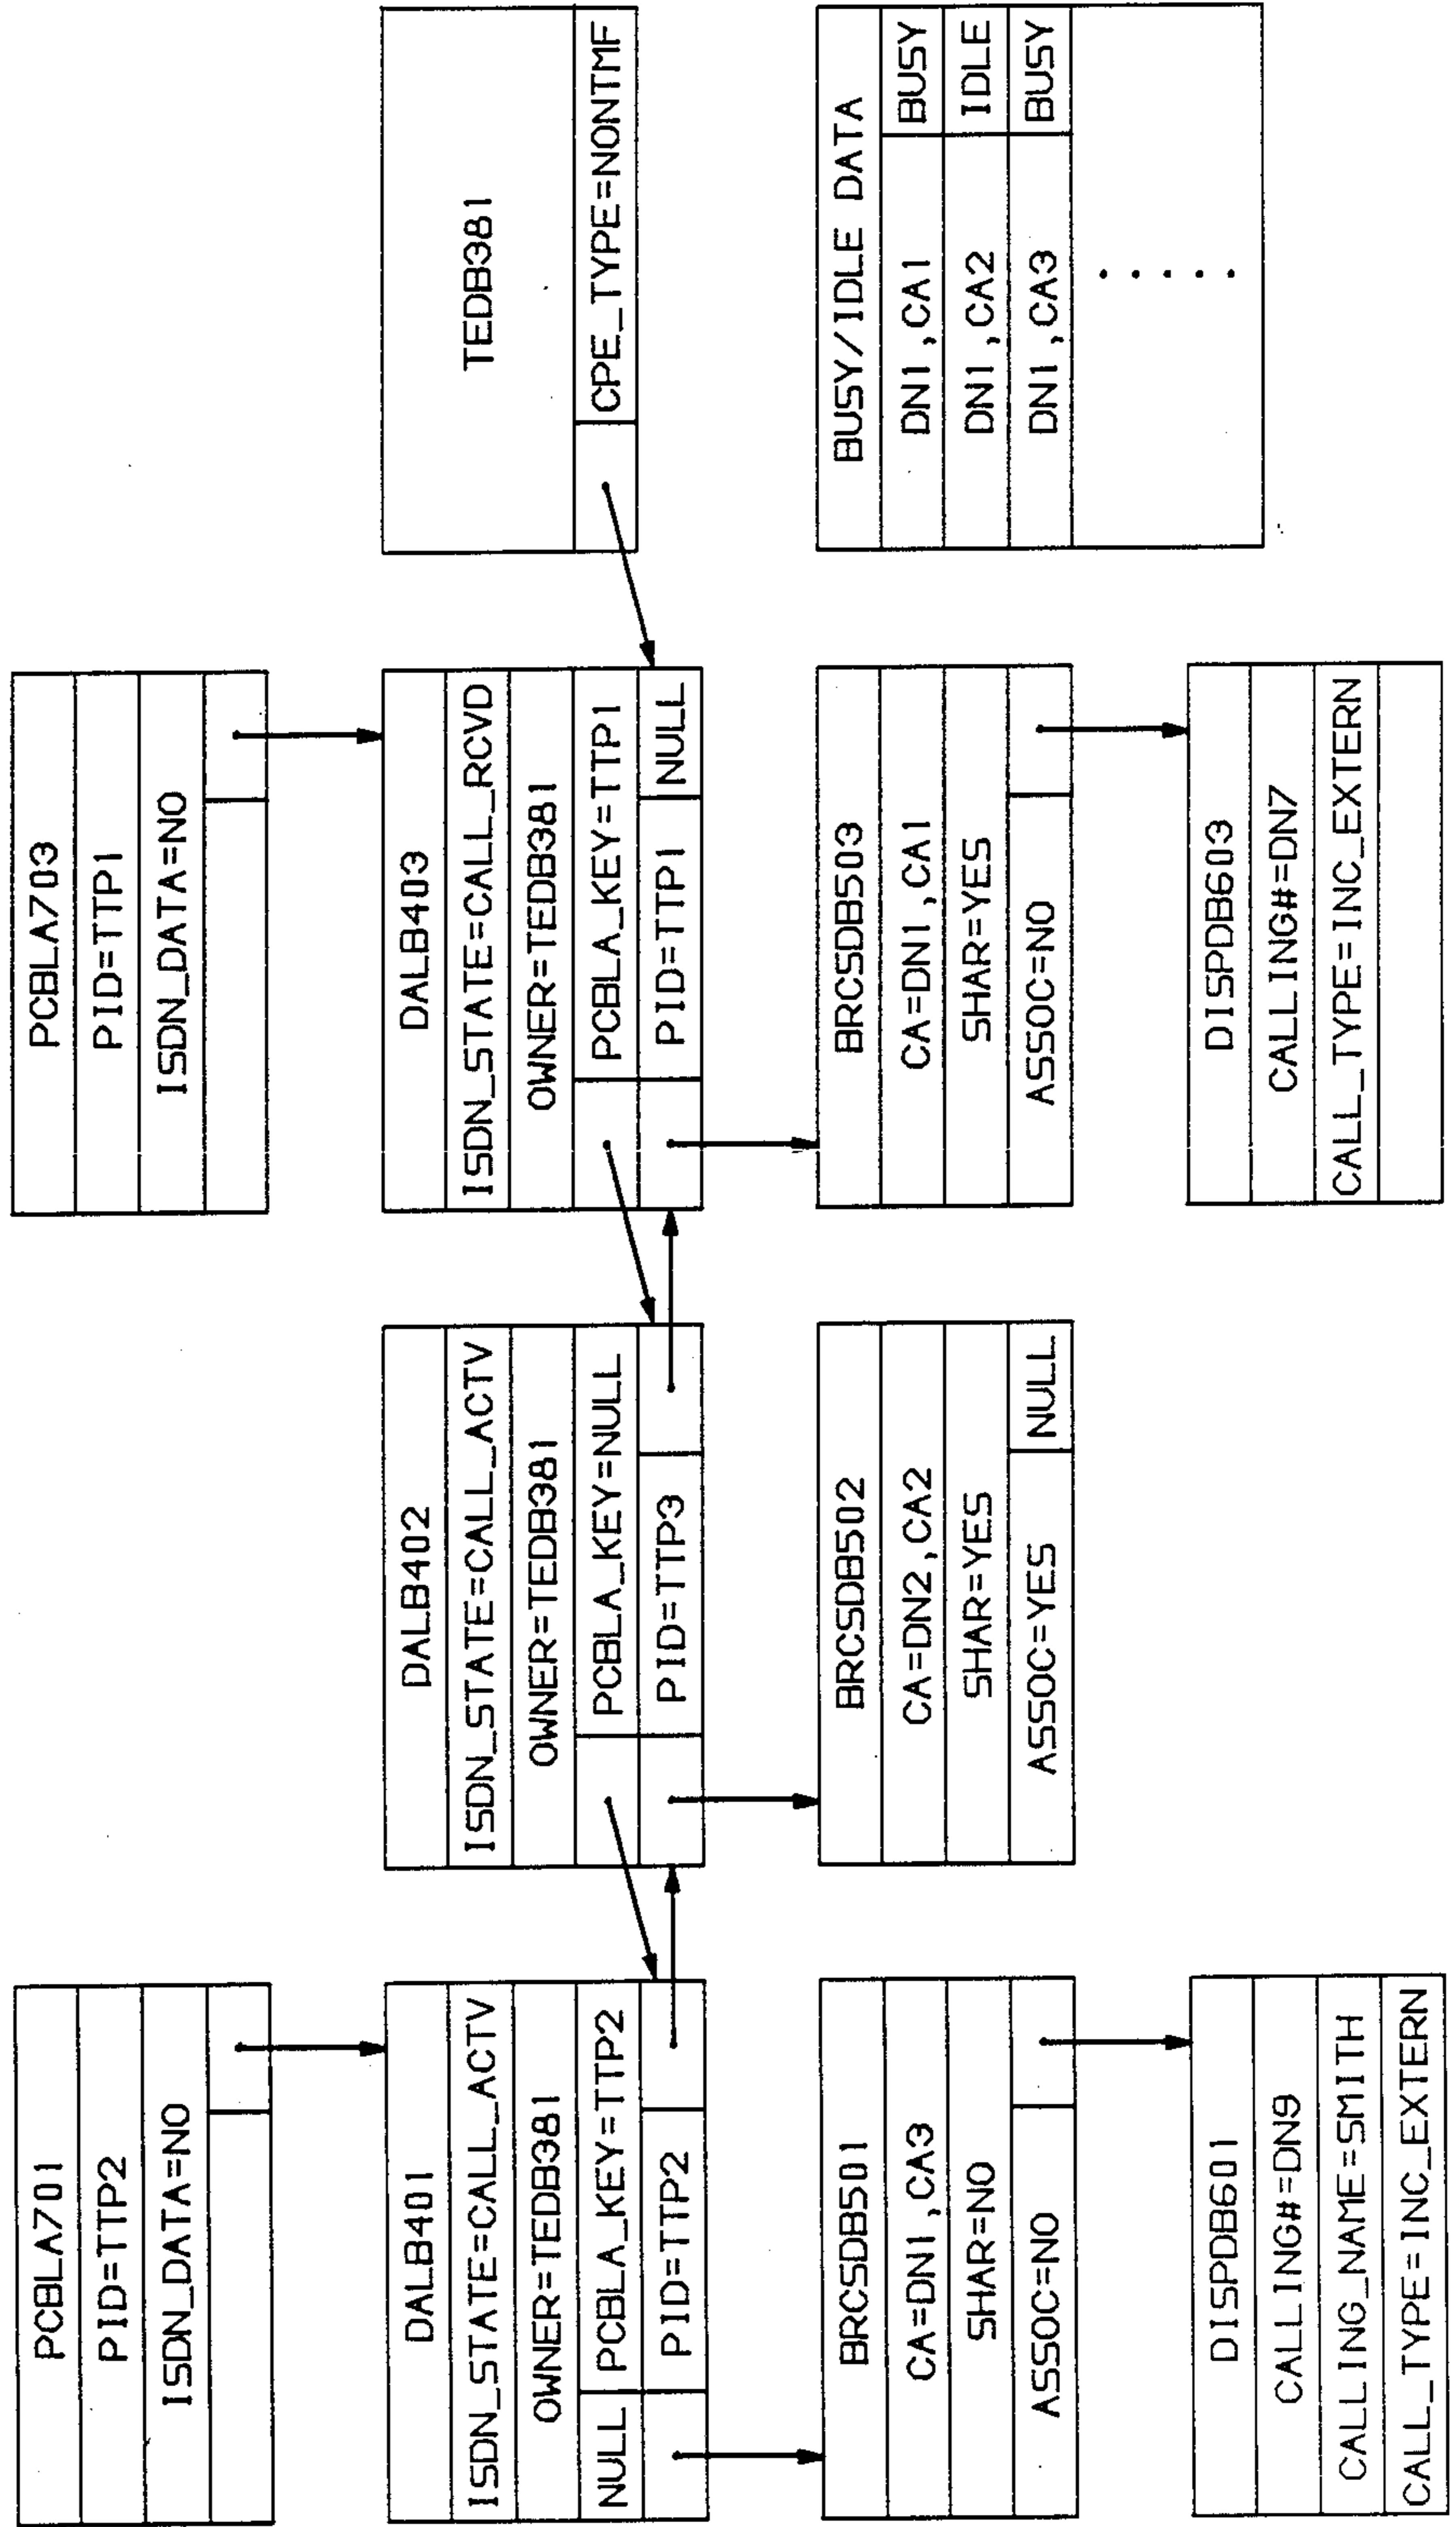 PCBLA701
PID=TTP2
ISDN_DATA=NO
PCBLA703
PID=TTP1
ISDN_DATA=NO
DALB401
ISDN_STATE=CALL_ACTV
OWNER=TEDB381
NULL PCBLA_KEY=TTP2
PID=TTP2
DALB402
ISDN_STATE=CALL_ACTV
OWNER=TEDB381
PCBLA_KEY=NULL
PID=TTP3
DALB403
ISDN_STATE=CALL_RCVD
OWNER=TEDB381
PCBLA_KEY=TTP1
PID=TTP1 NULL
TEDB381
CPE_TYPE=NONTMF
BRCSDB501
CA=DN1,CA3
SHAR=NO
ASSOC=NO
BRCSDB502
CA=DN2,CA2
SHAR=YES
ASSOC=YES NULL
BRCSDB503
CA=DN1,CA1
SHAR=YES
ASSOC=NO
BUSY/IDLE DATA
DN1,CA1 BUSY
DN1,CA2 IDLE
DN1,CA3 BUSY
.....
DISPDB601
CALLING#=DN9
CALLING_NAME=SMITH
CALL_TYPE=INC_EXTERN
DISPDB603
CALLING#=DN7
CALL_TYPE=INC_EXTERN